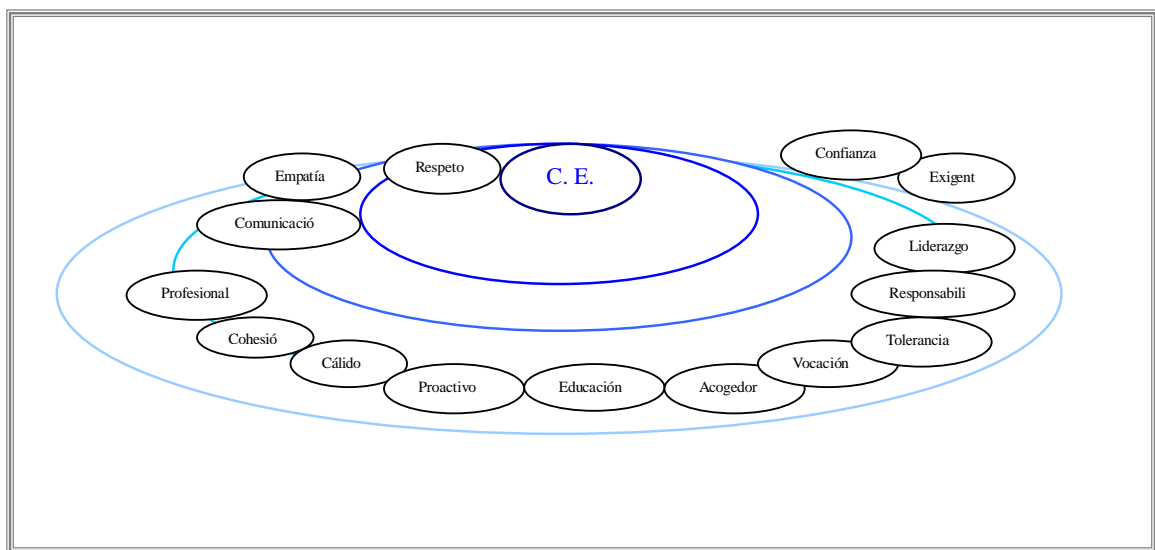 Confianza
Respeto
C. E.
Empatía
Exigent
Comunicació
Liderazgo
Profesional
Responsabili
Cohesió
Tolerancia
Cálido
Vocación
Proactivo
Educación
Acogedor